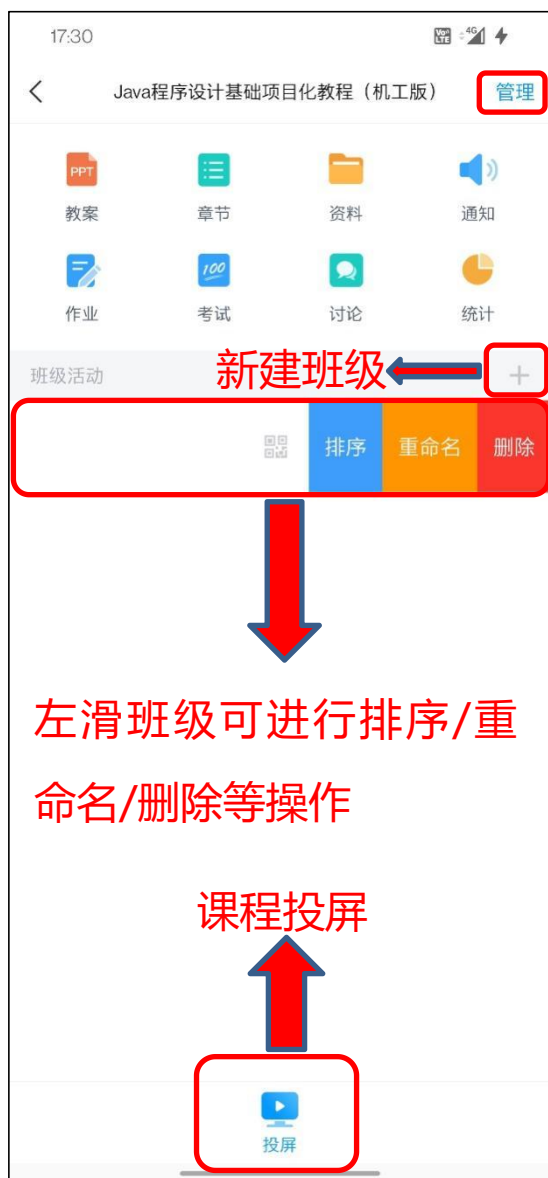 17:30
VoLTE 4G
Java程序设计基础项目化教程（机工版） 管理
PPT
教案 章节 资料 通知
100
作业 考试 讨论 统计
班级活动 新建班级
排序 重命名 删除
左滑班级可进行排序/重
命名/删除等操作
课程投屏
投屏